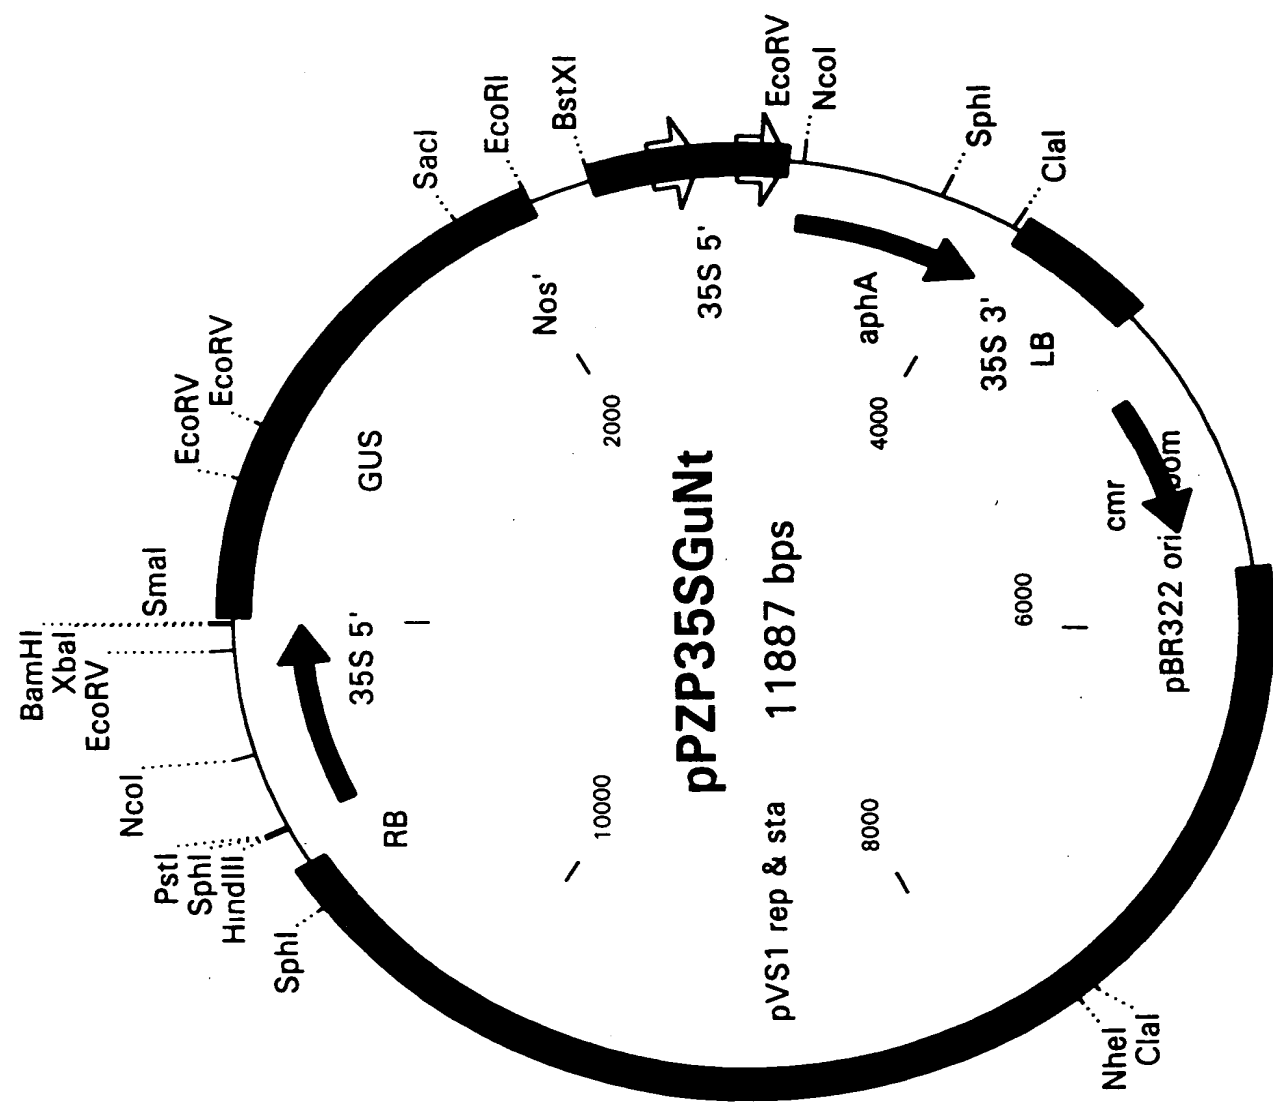 pPZP35SGuNt
11887 bps
BamHI
XbaI
EcoRV
SmaI
EcoRV
EcoRV
SacI
EcoRI
BstXI
EcoRV
NcoI
SphI
ClaI
NheI
ClaI
SphI
HindIII
SphI
PstI
NcoI
35S 5'
GUS
Nos'
35S 5'
aphA
35S 3'
LB
cmr
bom
pBR322 ori
pVS1 rep & sta
RB
2000
4000
6000
8000
10000